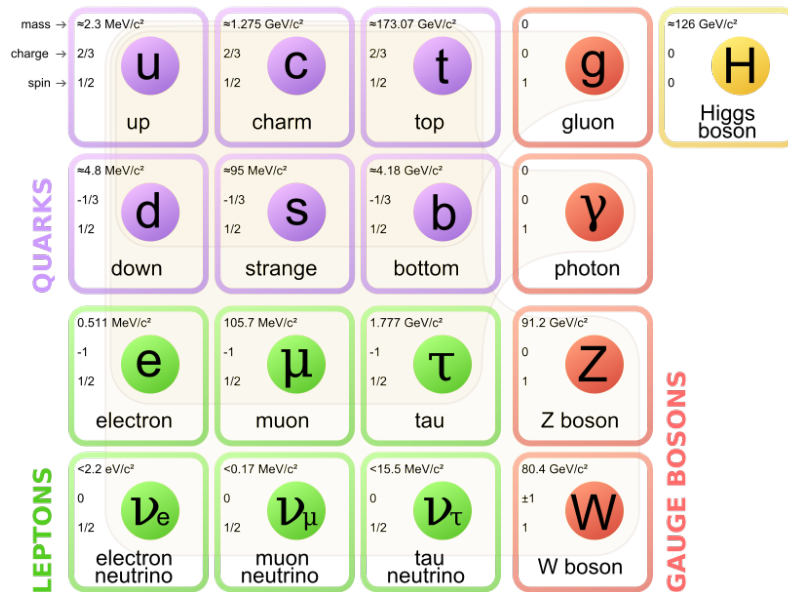 mass → ≈2.3 MeV/c² ≈1.275 GeV/c² ≈173.07 GeV/c² 0 ≈126 GeV/c²
charge → 2/3 2/3 2/3 0 0
spin → 1/2 1/2 1/2 1 0
u c t g H
up charm top gluon Higgs
boson
QUARKS
≈4.8 MeV/c² ≈95 MeV/c² ≈4.18 GeV/c² 0
-1/3 -1/3 -1/3 0
1/2 1/2 1/2 1
d s b γ
down strange bottom photon
0.511 MeV/c² 105.7 MeV/c² 1.777 GeV/c² 91.2 GeV/c²
-1 -1 -1 0
1/2 1/2 1/2 1
e μ τ Z
electron muon tau Z boson
LEPTONS
<2.2 eV/c² <0.17 MeV/c² <15.5 MeV/c² 80.4 GeV/c²
0 0 0 ±1
1/2 1/2 1/2 1
νe νμ ντ W
electron muon tau W boson
neutrino neutrino neutrino
GAUGE BOSONS